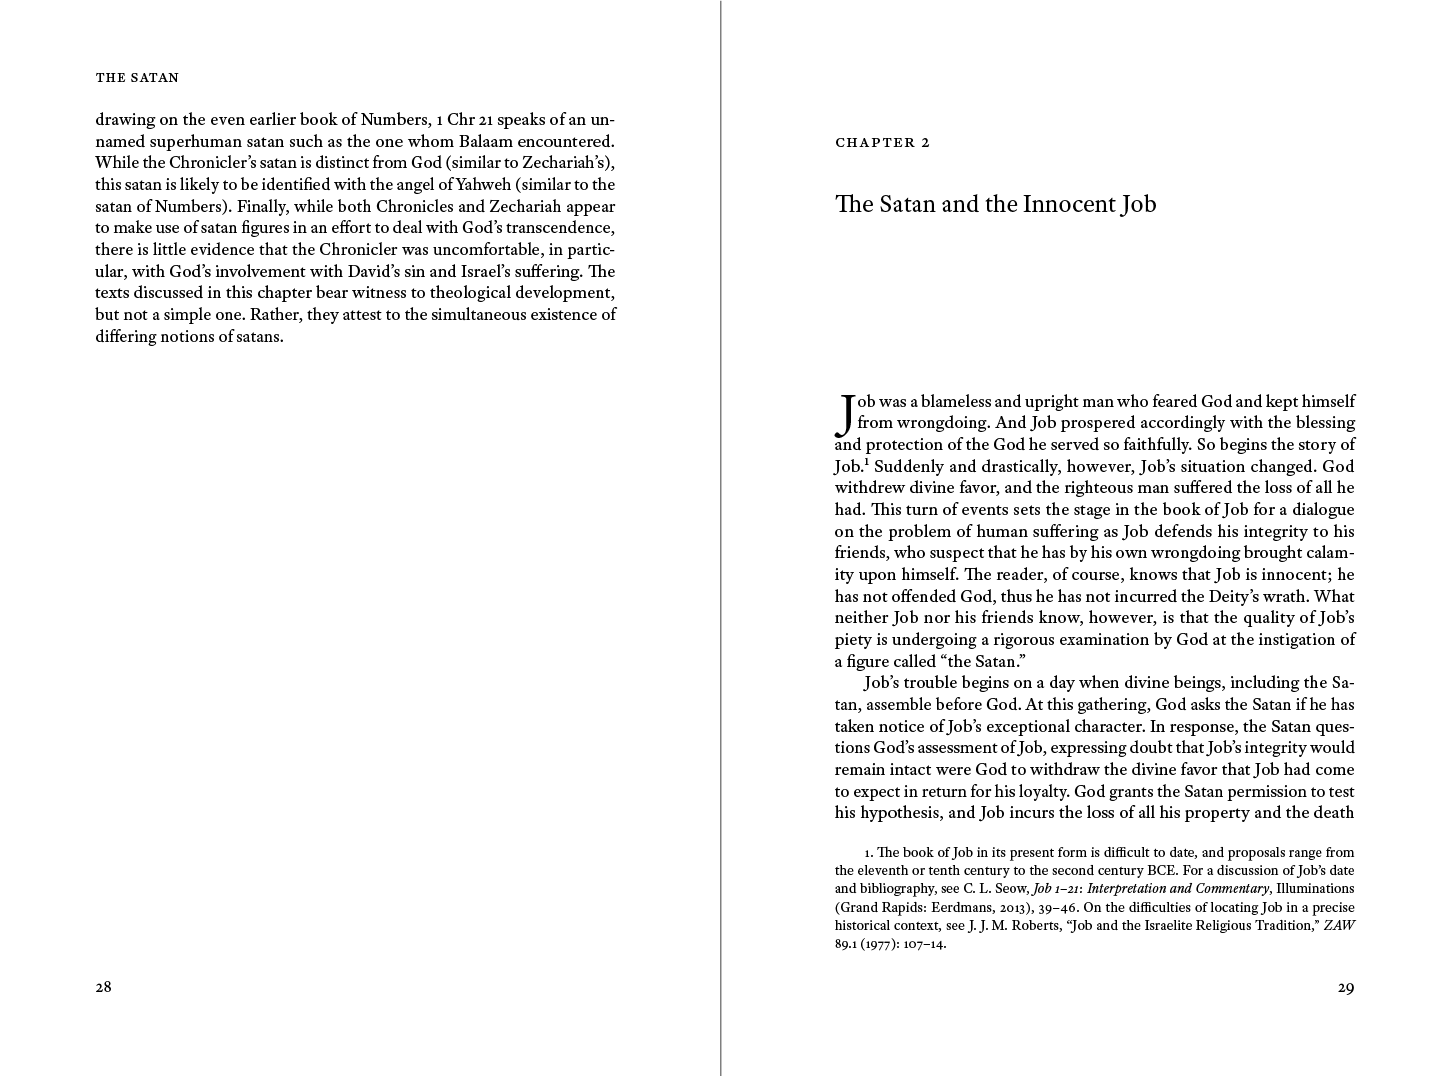 THE SATAN
drawing on the even earlier book of Numbers, 1 Chr 21 speaks of an un-
named superhuman satan such as the one whom Balaam encountered.
While the Chronicler’s satan is distinct from God (similar to Zechariah’s),
this satan is likely to be identified with the angel of Yahweh (similar to the
satan of Numbers). Finally, while both Chronicles and Zechariah appear
to make use of satan figures in an effort to deal with God’s transcendence,
there is little evidence that the Chronicler was uncomfortable, in partic-
ular, with God’s involvement with David’s sin and Israel’s suffering. The
texts discussed in this chapter bear witness to theological development,
but not a simple one. Rather, they attest to the simultaneous existence of
differing notions of satans.
28
CHAPTER 2
The Satan and the Innocent Job
Job was a blameless and upright man who feared God and kept himself
from wrongdoing. And Job prospered accordingly with the blessing
and protection of the God he served so faithfully. So begins the story of
Job.¹ Suddenly and drastically, however, Job’s situation changed. God
withdrew divine favor, and the righteous man suffered the loss of all he
had. This turn of events sets the stage in the book of Job for a dialogue
on the problem of human suffering as Job defends his integrity to his
friends, who suspect that he has by his own wrongdoing brought calam-
ity upon himself. The reader, of course, knows that Job is innocent; he
has not offended God, thus he has not incurred the Deity’s wrath. What
neither Job nor his friends know, however, is that the quality of Job’s
piety is undergoing a rigorous examination by God at the instigation of
a figure called “the Satan.”
Job’s trouble begins on a day when divine beings, including the Sa-
tan, assemble before God. At this gathering, God asks the Satan if he has
taken notice of Job’s exceptional character. In response, the Satan ques-
tions God’s assessment of Job, expressing doubt that Job’s integrity would
remain intact were God to withdraw the divine favor that Job had come
to expect in return for his loyalty. God grants the Satan permission to test
his hypothesis, and Job incurs the loss of all his property and the death
1. The book of Job in its present form is difficult to date, and proposals range from
the eleventh or tenth century to the second century BCE. For a discussion of Job’s date
and bibliography, see C. L. Seow, Job 1–21: Interpretation and Commentary, Illuminations
(Grand Rapids: Eerdmans, 2013), 39–46. On the difficulties of locating Job in a precise
historical context, see J. J. M. Roberts, “Job and the Israelite Religious Tradition,” ZAW
89.1 (1977): 107–14.
29